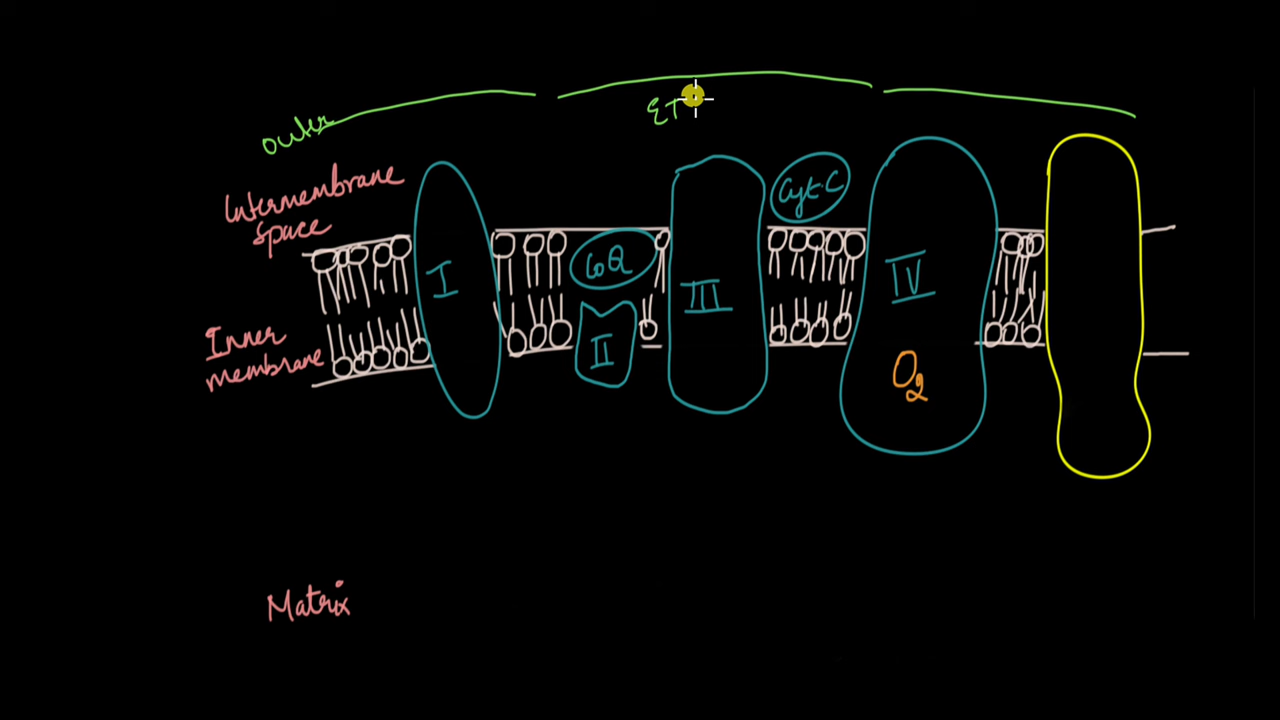 ET
outer
Intermembrane
space
Cyt.C
I
CoQ
III
IV
Inner
membrane
II
O2
Matrix